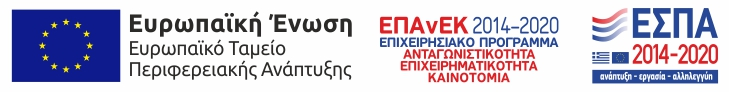 Ευρωπαϊκή Ένωση
Ευρωπαϊκό Ταμείο
Περιφερειακής Ανάπτυξης
ΕΠΑνΕΚ 2014-2020
ΕΠΙΧΕΙΡΗΣΙΑΚΟ ΠΡΟΓΡΑΜΜΑ
ΑΝΤΑΓΩΝΙΣΤΙΚΟΤΗΤΑ
ΕΠΙΧΕΙΡΗΜΑΤΙΚΟΤΗΤΑ
ΚΑΙΝΟΤΟΜΙΑ
ΕΣΠΑ
2014-2020
ανάπτυξη - εργασία - αλληλεγγύη